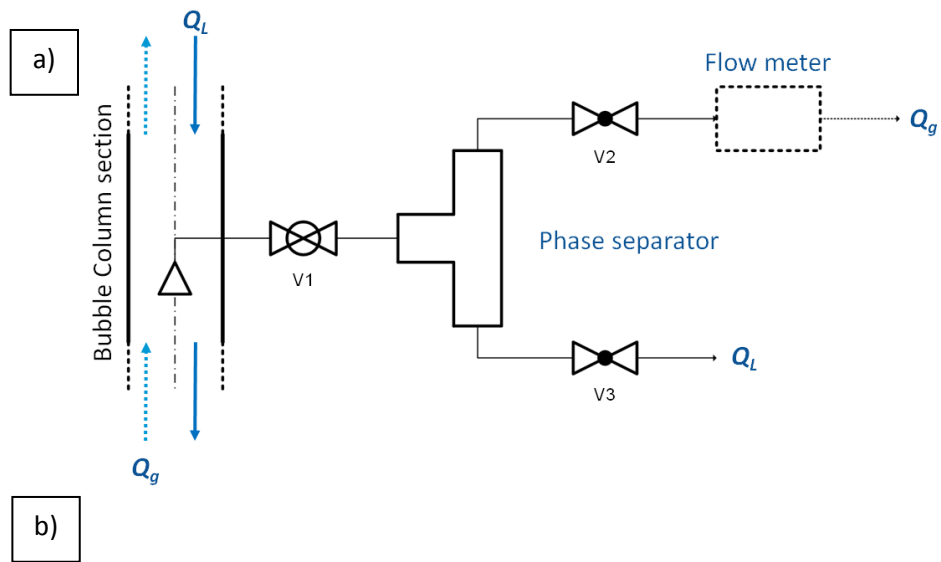 a)
Q_L
Flow meter
Q_g
V2
Bubble Column section
V1
Phase separator
V3
Q_L
Q_g
b)